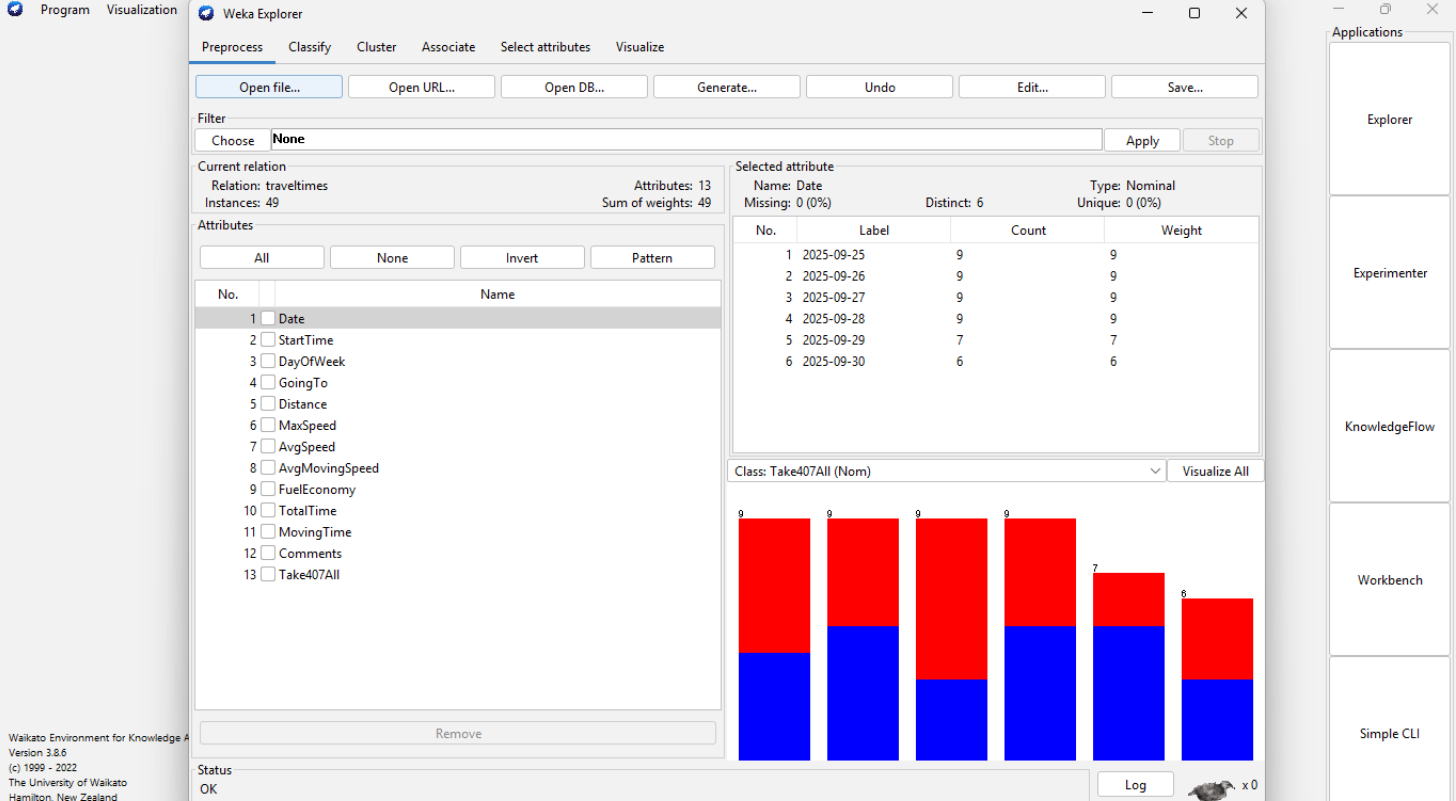 Program Visualization
Weka Explorer
Applications
Preprocess Classify Cluster Associate Select attributes Visualize
Open file... Open URL... Open DB... Generate... Undo Edit... Save...
Filter
Choose None Apply Stop
Current relation
Relation: traveltimes Attributes: 13
Instances: 49 Sum of weights: 49
Selected attribute
Name: Date Type: Nominal
Missing: 0 (0%) Distinct: 6 Unique: 0 (0%)
Attributes
All None Invert Pattern
No. Name
1 Date
2 StartTime
3 DayOfWeek
4 GoingTo
5 Distance
6 MaxSpeed
7 AvgSpeed
8 AvgMovingSpeed
9 FuelEconomy
10 TotalTime
11 MovingTime
12 Comments
13 Take407All
Remove
No. Label Count Weight
1 2025-09-25 9 9
2 2025-09-26 9 9
3 2025-09-27 9 9
4 2025-09-28 9 9
5 2025-09-29 7 7
6 2025-09-30 6 6
Class: Take407All (Nom) Visualize All
9 9 9 9 7 6
Status
OK
Log x 0
Explorer
Experimenter
KnowledgeFlow
Workbench
Simple CLI
Waikato Environment for Knowledge A
Version 3.8.6
(c) 1999 - 2022
The University of Waikato
Hamilton, New Zealand